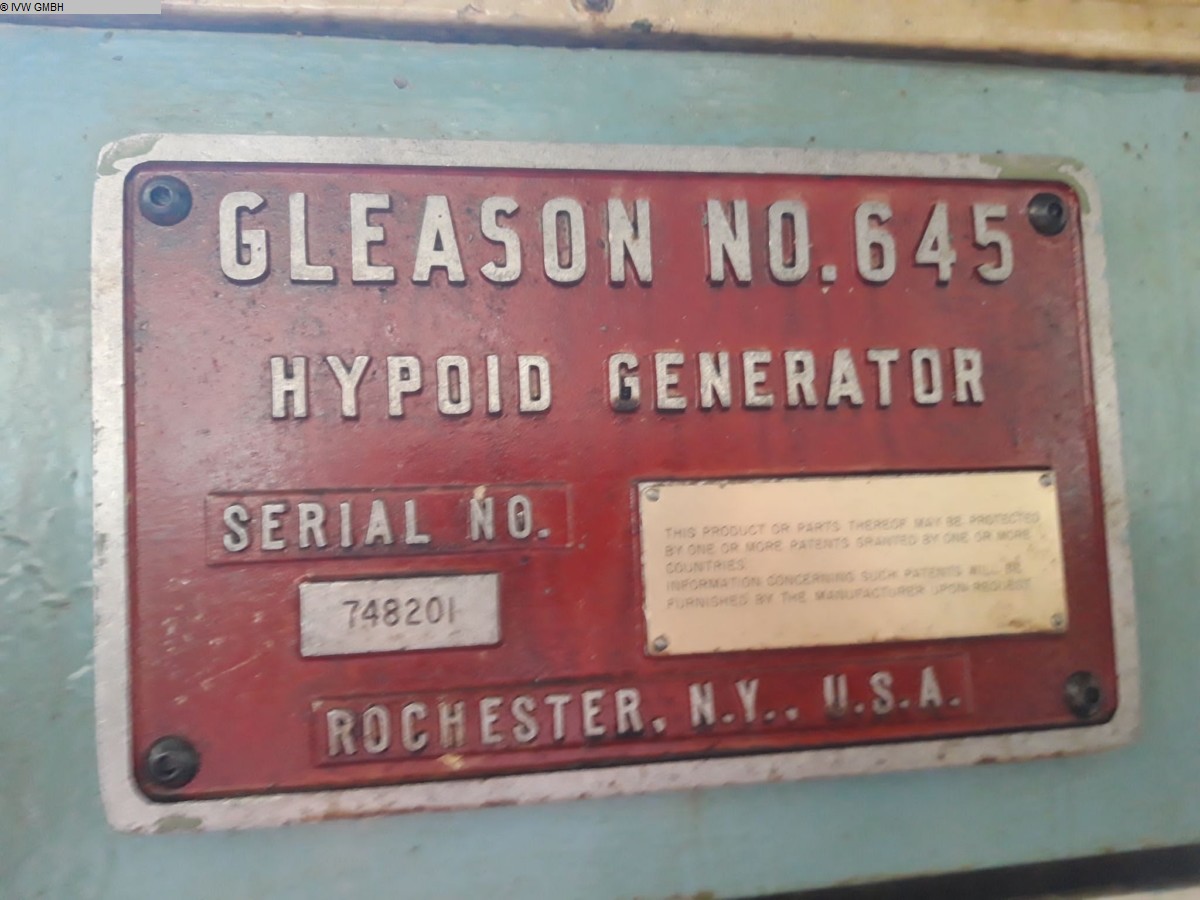 © IVW GMBH
GLEASON NO. 645
HYPOID GENERATOR
SERIAL NO.
748201
THIS PRODUCT OR PARTS THEREOF MAY BE PROTECTED
BY ONE OR MORE PATENTS GRANTED BY ONE OR MORE
COUNTRIES
INFORMATION CONCERNING SUCH PATENTS WILL BE
FURNISHED BY THE MANUFACTURER UPON REQUEST
ROCHESTER, N.Y., U.S.A.